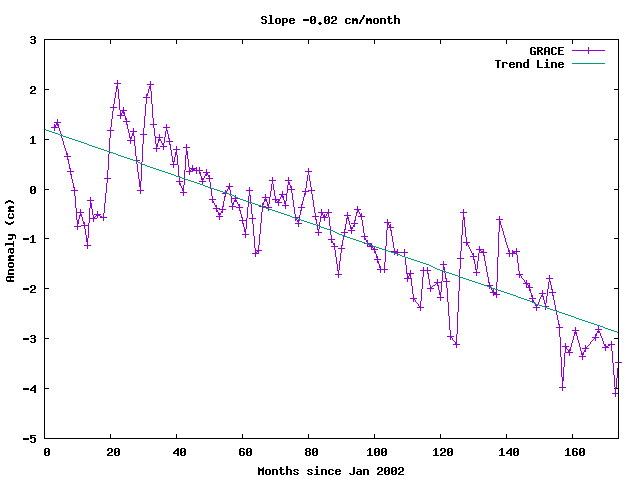 Slope -0.02 cm/month
GRACE
Trend Line
3
2
1
0
-1
-2
-3
-4
-5
Anomaly (cm)
0 20 40 60 80 100 120 140 160
Months since Jan 2002